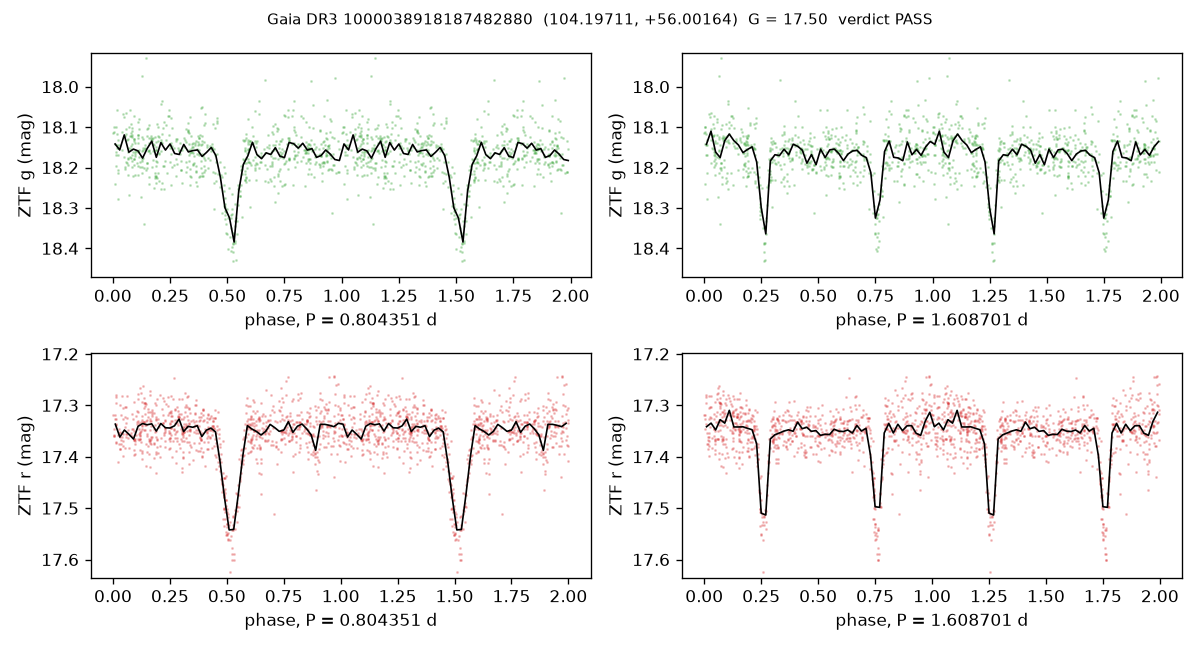 Gaia DR3 1000038918187482880 (104.19711, +56.00164) G = 17.50 verdict PASS
ZTF g (mag)
18.0
18.1
18.2
18.3
18.4
0.00 0.25 0.50 0.75 1.00 1.25 1.50 1.75 2.00
phase, P = 0.804351 d
ZTF g (mag)
18.0
18.1
18.2
18.3
18.4
0.00 0.25 0.50 0.75 1.00 1.25 1.50 1.75 2.00
phase, P = 1.608701 d
ZTF r (mag)
17.2
17.3
17.4
17.5
17.6
0.00 0.25 0.50 0.75 1.00 1.25 1.50 1.75 2.00
phase, P = 0.804351 d
ZTF r (mag)
17.2
17.3
17.4
17.5
17.6
0.00 0.25 0.50 0.75 1.00 1.25 1.50 1.75 2.00
phase, P = 1.608701 d